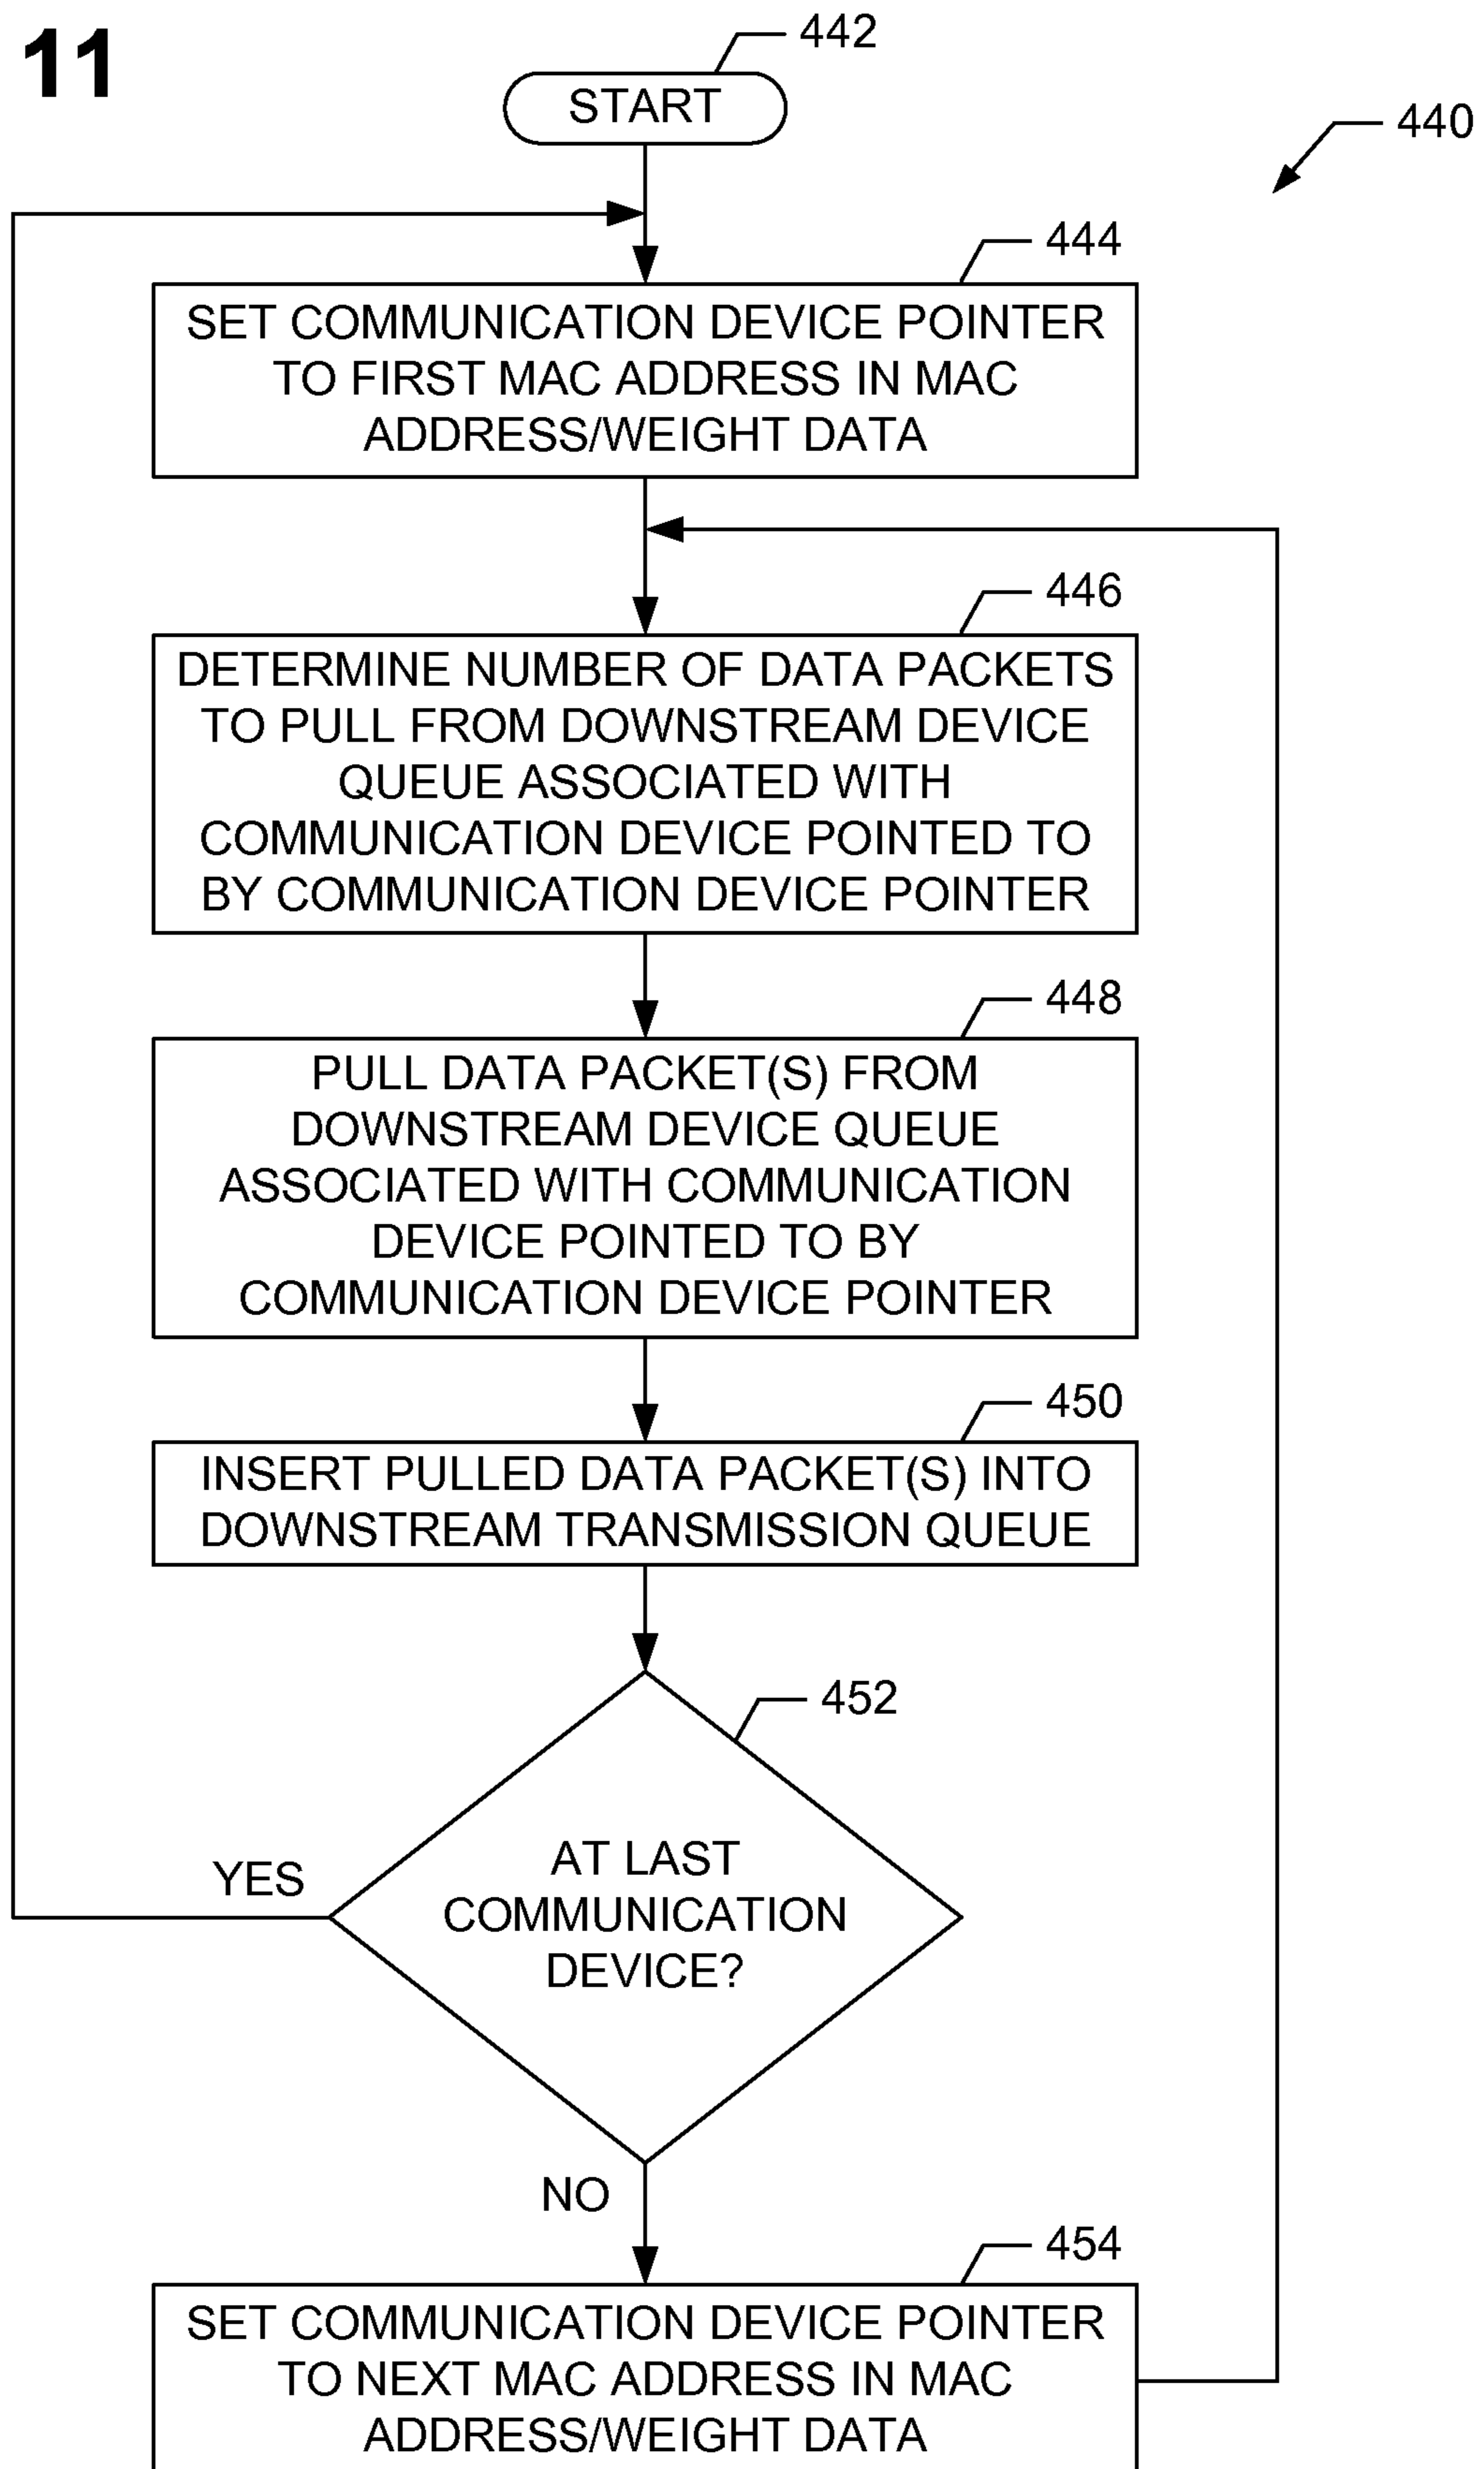 11
442
START
440
444
SET COMMUNICATION DEVICE POINTER
TO FIRST MAC ADDRESS IN MAC
ADDRESS/WEIGHT DATA
446
DETERMINE NUMBER OF DATA PACKETS
TO PULL FROM DOWNSTREAM DEVICE
QUEUE ASSOCIATED WITH
COMMUNICATION DEVICE POINTED TO
BY COMMUNICATION DEVICE POINTER
448
PULL DATA PACKET(S) FROM
DOWNSTREAM DEVICE QUEUE
ASSOCIATED WITH COMMUNICATION
DEVICE POINTED TO BY
COMMUNICATION DEVICE POINTER
450
INSERT PULLED DATA PACKET(S) INTO
DOWNSTREAM TRANSMISSION QUEUE
452
AT LAST
COMMUNICATION
DEVICE?
YES
NO
454
SET COMMUNICATION DEVICE POINTER
TO NEXT MAC ADDRESS IN MAC
ADDRESS/WEIGHT DATA